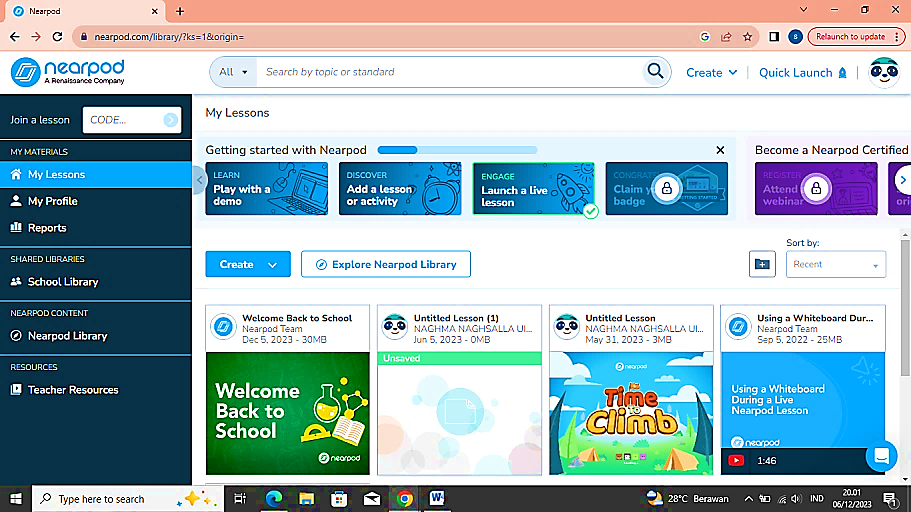 Nearpod
nearpod.com/library/?ks=1&origin=
S
Relaunch to update
nearpod
A Renaissance Company
All
Search by topic or standard
Create
Quick Launch
Join a lesson
CODE...
MY MATERIALS
My Lessons
My Profile
Reports
SHARED LIBRARIES
School Library
NEARPOD CONTENT
Nearpod Library
RESOURCES
Teacher Resources
My Lessons
Getting started with Nearpod
Become a Nearpod Certified
LEARN
Play with a
demo
DISCOVER
Add a lesson
or activity
ENGAGE
Launch a live
lesson
Claim
badge
GETTING STARTED
REGISTER
Attend
webinar
Create
Explore Nearpod Library
Sort by:
Recent
Welcome Back to School
Nearpod Team
Dec 5, 2023 - 30MB
Welcome
Back to
School
nearpod
Untitled Lesson (1)
NAGHMA NAGHSALLA UI...
Jun 5, 2023 - 0MB
Unsaved
Untitled Lesson
NAGHMA NAGHSALLA UI...
May 31, 2023 - 3MB
nearpod
Time
to
Climb
Using a Whiteboard Dur...
Nearpod Team
Sep 5, 2022 - 25MB
Using a Whiteboard
During a Live
Nearpod Lesson
nearpod
1:46
Type here to search
28°C Berawan
IND
20.01
06/12/2023